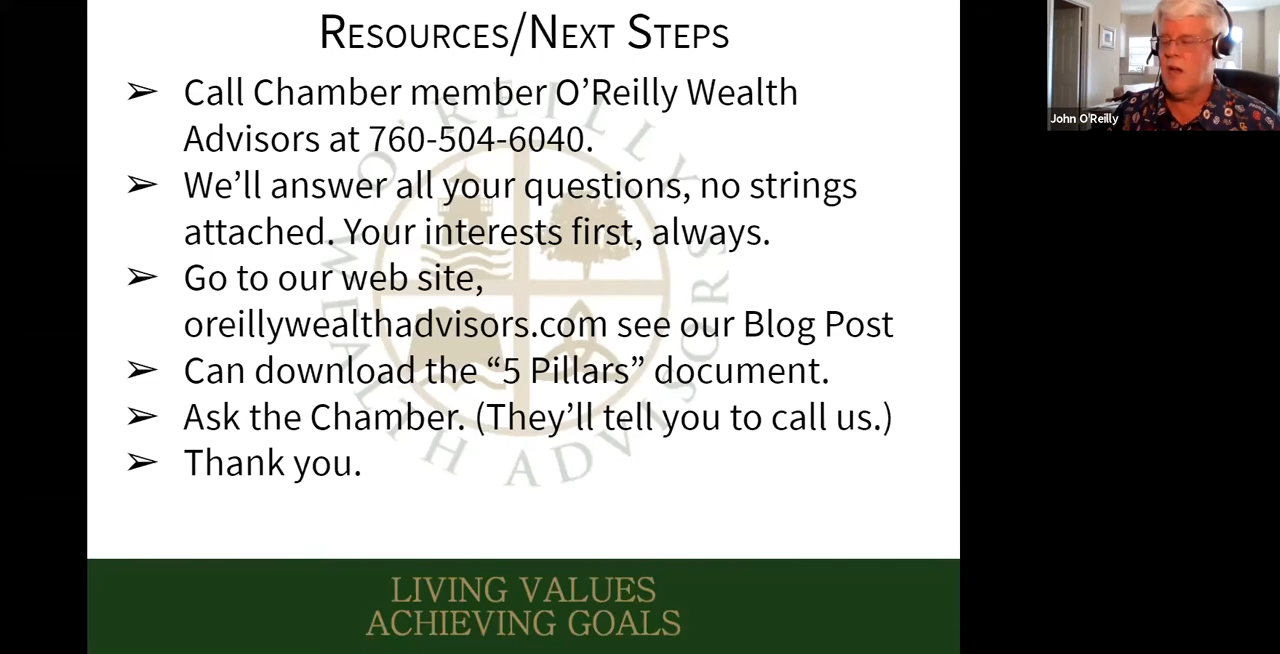 RESOURCES/NEXT STEPS
➢ Call Chamber member O’Reilly Wealth
Advisors at 760-504-6040.
➢ We’ll answer all your questions, no strings
attached. Your interests first, always.
➢ Go to our web site,
oreillywealthadvisors.com see our Blog Post
➢ Can download the “5 Pillars” document.
➢ Ask the Chamber. (They’ll tell you to call us.)
➢ Thank you.
O’REILLY WEALTH ADVISORS
LIVING VALUES
ACHIEVING GOALS
John O'Reilly